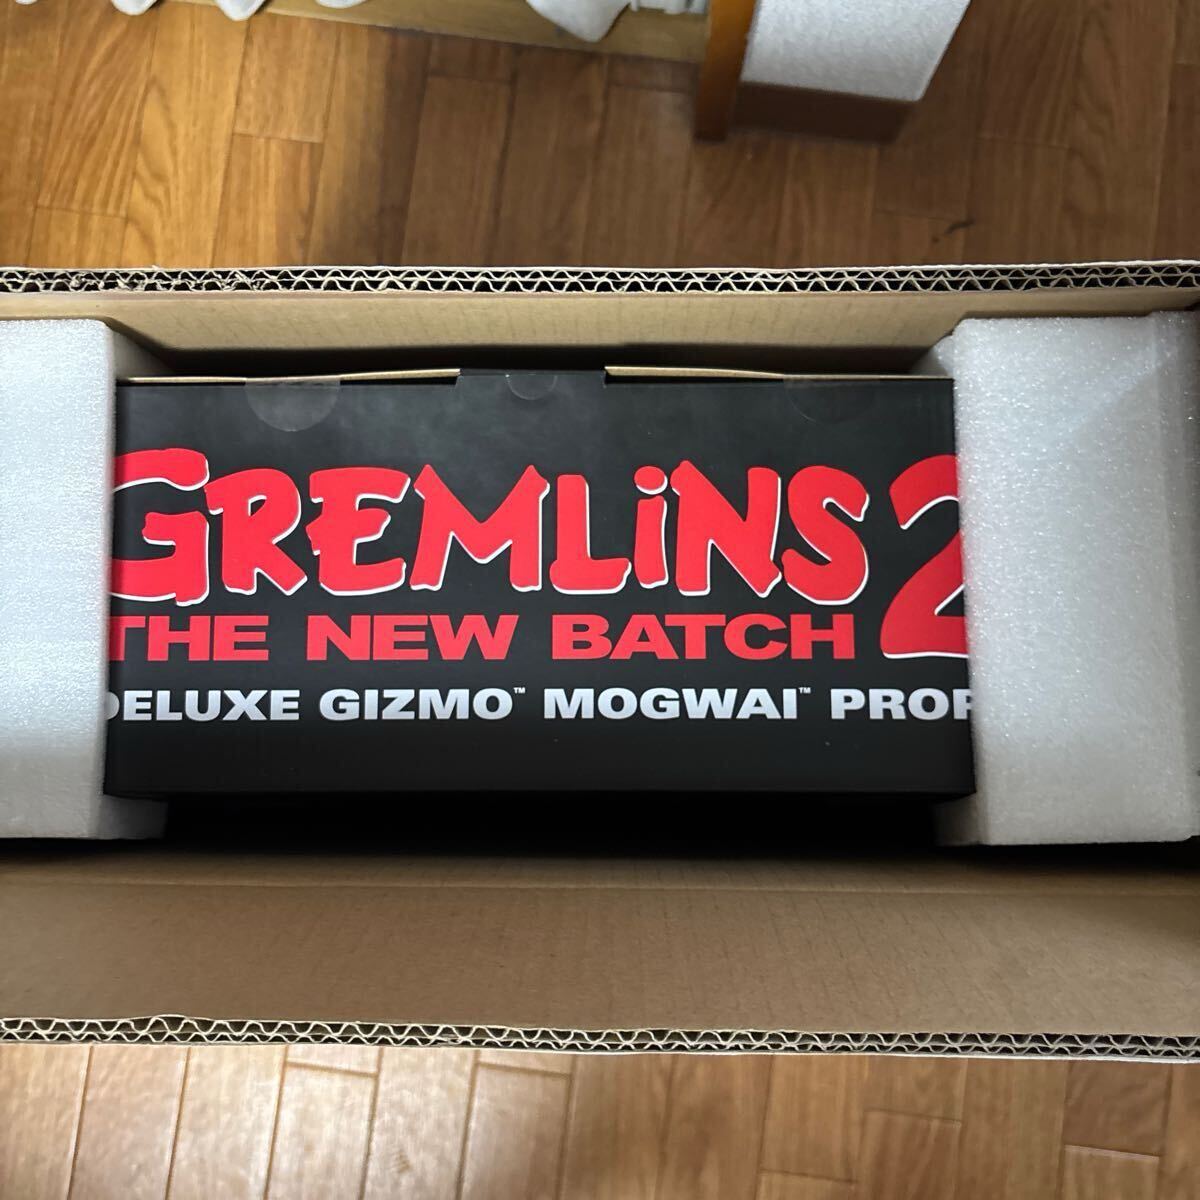 GREMLiNS 2
THE NEW BATCH
DELUXE GIZMO™ MOGWAI™ PROP